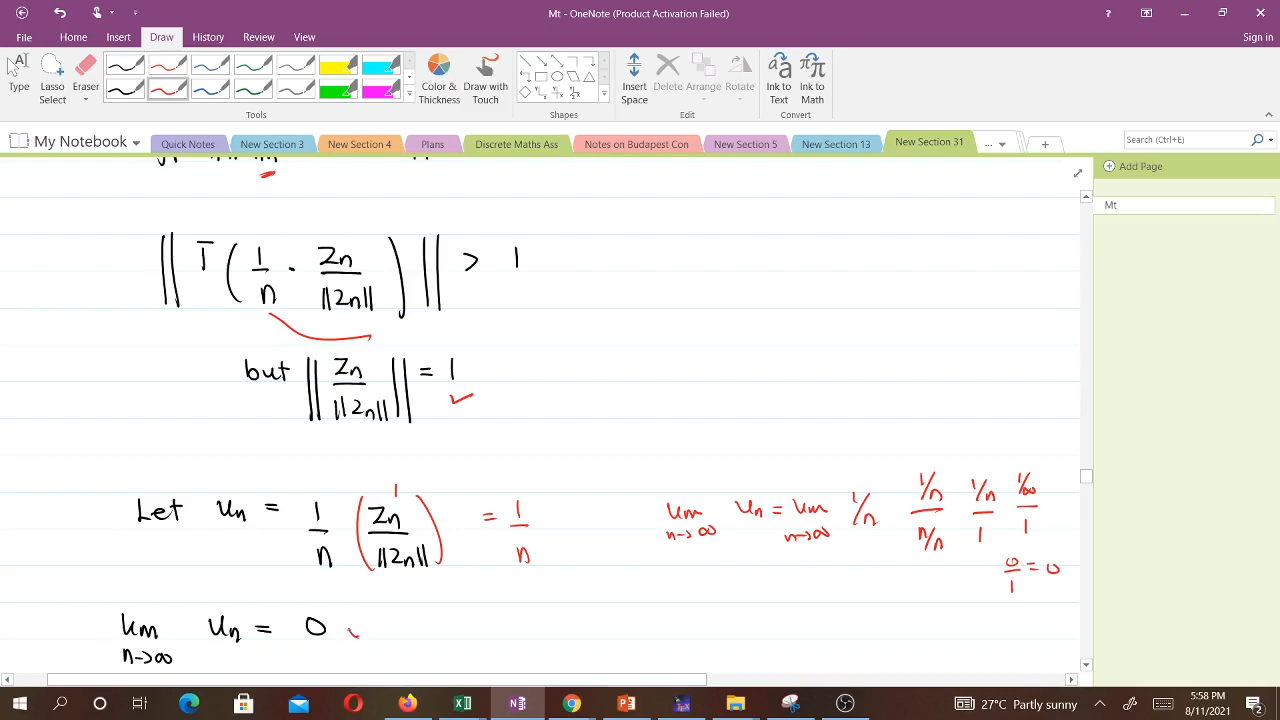 Mt - OneNote (Product Activation Failed)
File Home Insert Draw History Review View Sign in
Type Lasso Select Eraser Color & Thickness Draw with Touch Insert Space Delete Arrange Rotate Ink to Text Ink to Math
Tools Shapes Edit Convert
My Notebook Quick Notes New Section 3 New Section 4 Plans Discrete Maths Ass Notes on Budapest Con New Section 5 New Section 13 New Section 31 ... Search (Ctrl+E)
Add Page
Mt
|| T ( 1/n · Zn/||Zn|| ) || > 1
but || Zn/||Zn|| || = 1
Let un = 1/n ( Zn/||Zn|| ) = 1/n
1
lim n→∞ un = lim n→∞ 1/n (1/n)/(n/n) (1/n)/1 (1/∞)/1
0/1 = 0
lim n→∞ un = 0
27°C Partly sunny
5:58 PM
8/11/2021